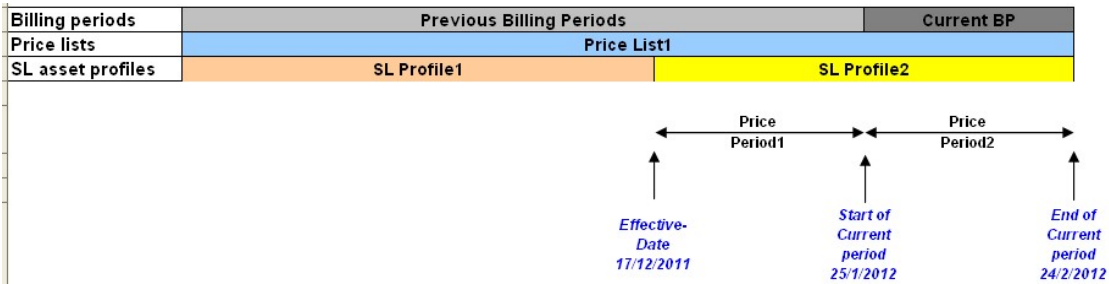 Billing periods Previous Billing Periods Current BP
Price lists Price List1
SL asset profiles SL Profile1 SL Profile2
Price Price
Period1 Period2
Effective-
Date
17/12/2011
Start of
Current
period
25/1/2012
End of
Current
period
24/2/2012